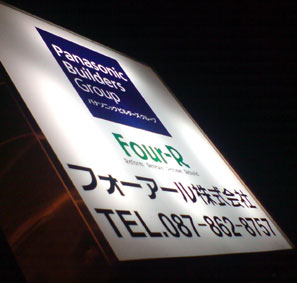 Panasonic
Builders
Group
パナソニックビルダーズグループ
Four-R
Reform
フォーアール株式会社
TEL.087-862-8757